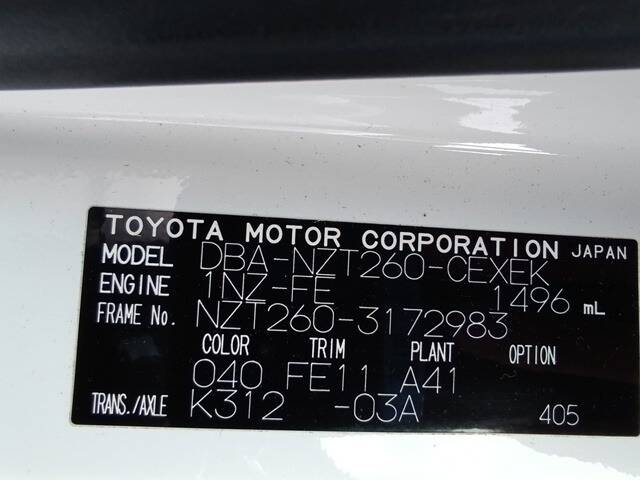 TOYOTA MOTOR CORPORATION JAPAN
MODEL DBA-NZT260-CEXEK
ENGINE 1NZ-FE 1496 mL
FRAME No. NZT260-3172983
COLOR TRIM PLANT OPTION
040 FE11 A41
TRANS./AXLE K312 -03A 405